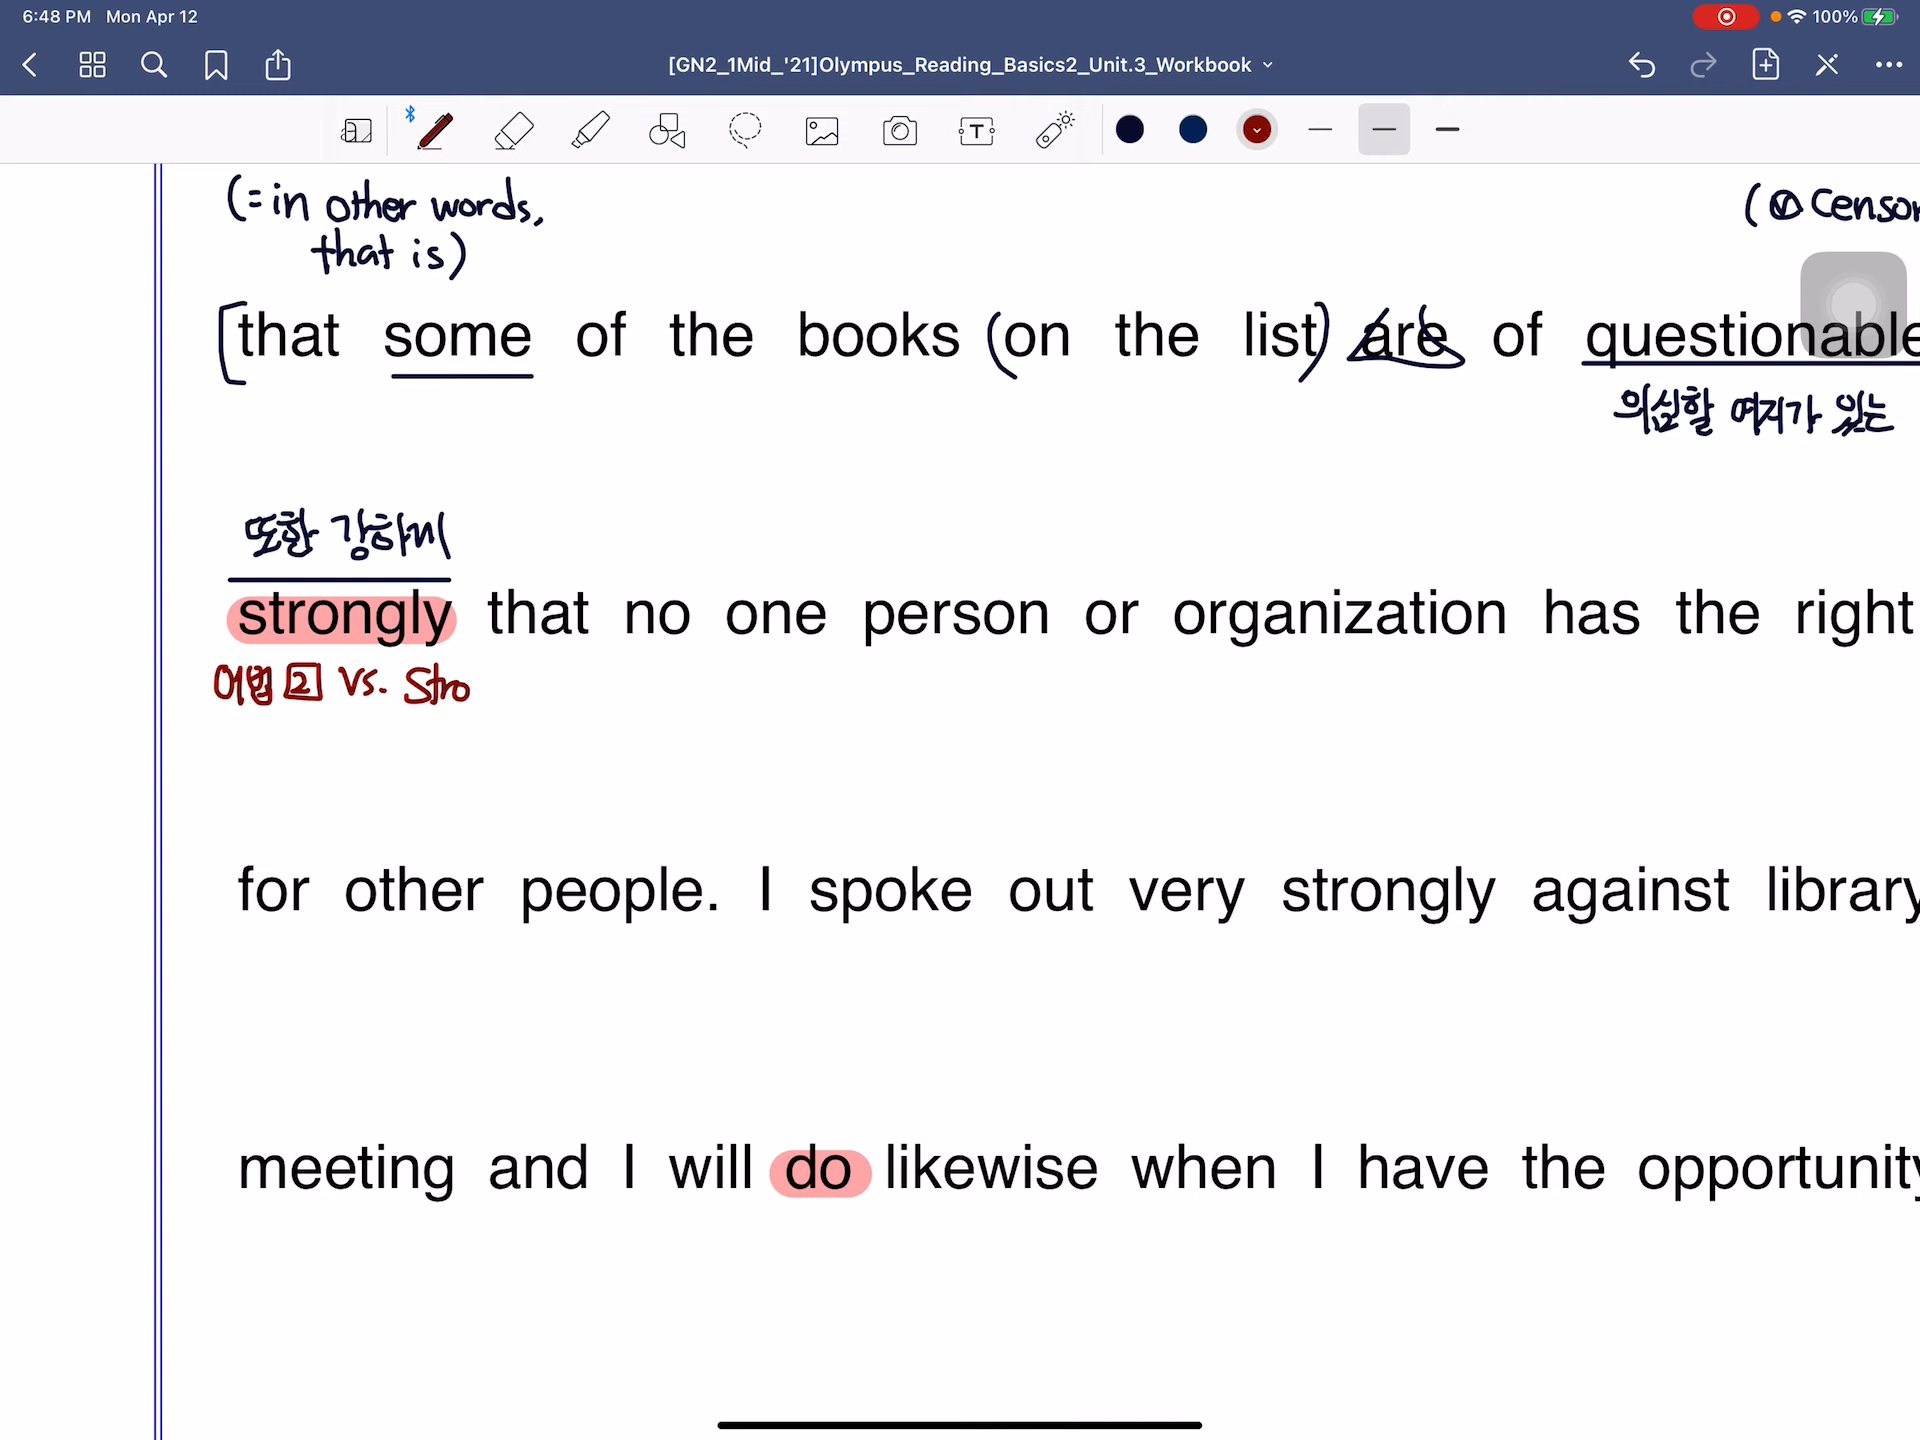 6:48 PM Mon Apr 12
100%
[GN2_1Mid_'21]Olympus_Reading_Basics2_Unit.3_Workbook
(= in other words,
that is)
(ⓥ Censor
[that some of the books (on the list) are of questionable
의심할 여지가 있는
또한 강하게
strongly that no one person or organization has the right
어법 2 Vs. Stro
for other people. I spoke out very strongly against library
meeting and I will do likewise when I have the opportunity